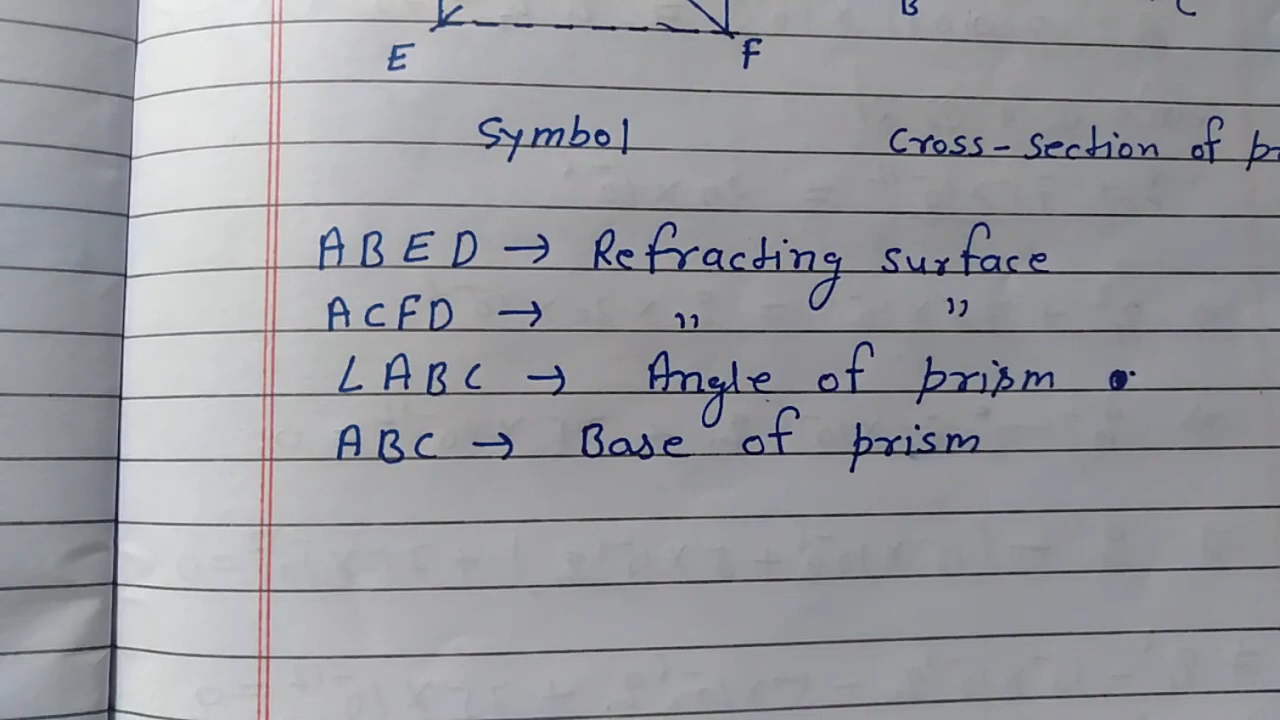 B C
E F
Symbol Cross-section of
ABED → Refracting surface
ACFD → ,, ,,
∠ABC → Angle of prism
ABC → Base of prism